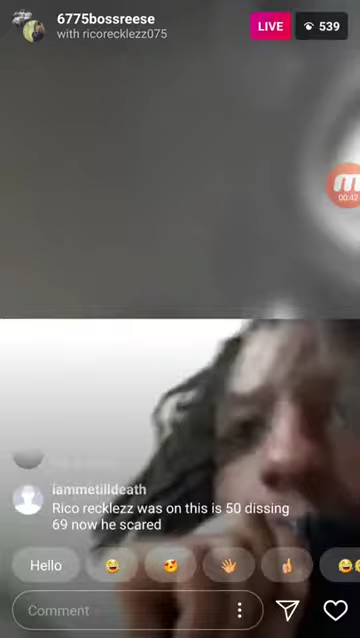 6775bossreese
with ricorecklezz075
LIVE
539
00:42
iammetilldeath
Rico recklezz was on this is 50 dissing
69 now he scared
Hello
Comment